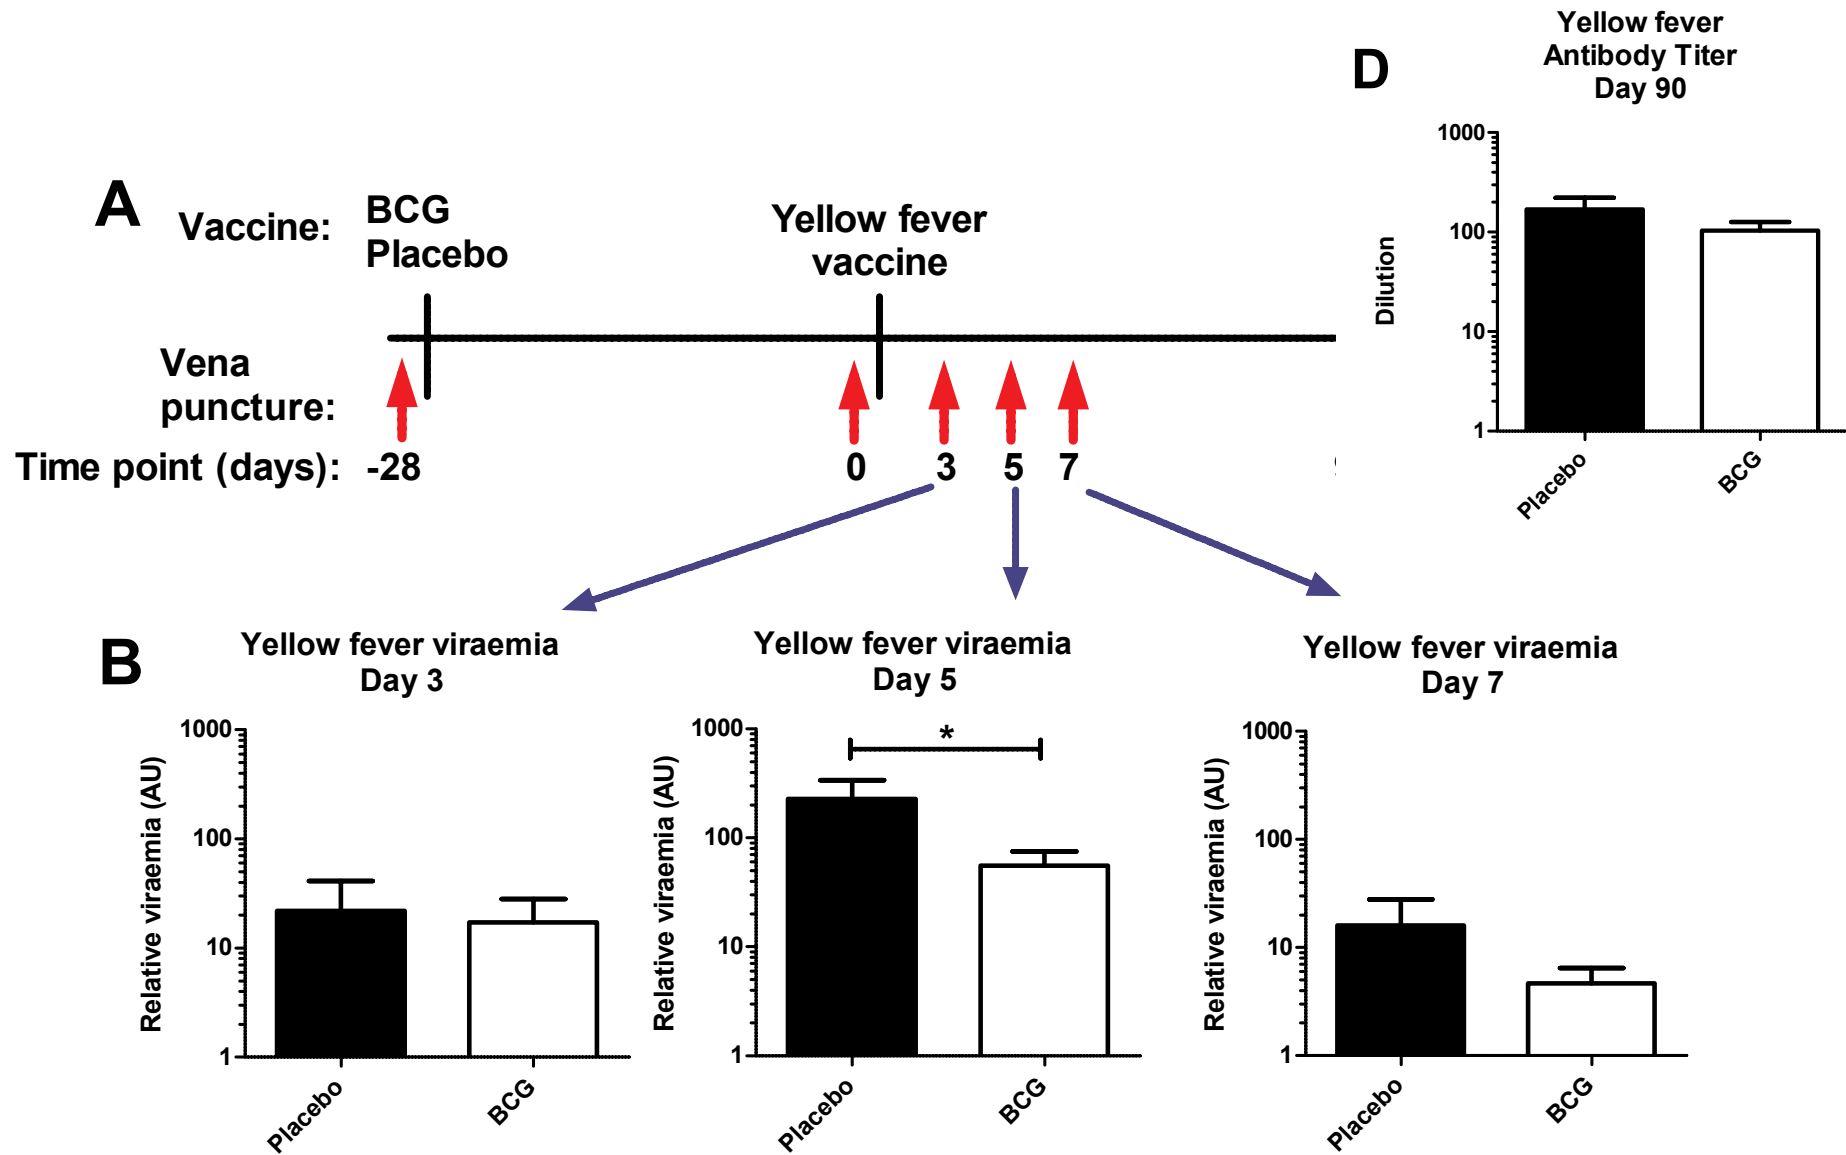 A
Vaccine:
BCG
Placebo
Yellow fever
vaccine
Vena
puncture:
Time point (days):
-28
0
3
5
7
D
Yellow fever
Antibody Titer
Day 90
Dilution
1000
100
10
1
Placebo
BCG
B
Yellow fever viraemia
Day 3
Relative viraemia (AU)
1000
100
10
1
Placebo
BCG
Yellow fever viraemia
Day 5
Relative viraemia (AU)
1000
100
10
1
*
Placebo
BCG
Yellow fever viraemia
Day 7
Relative viraemia (AU)
1000
100
10
1
Placebo
BCG